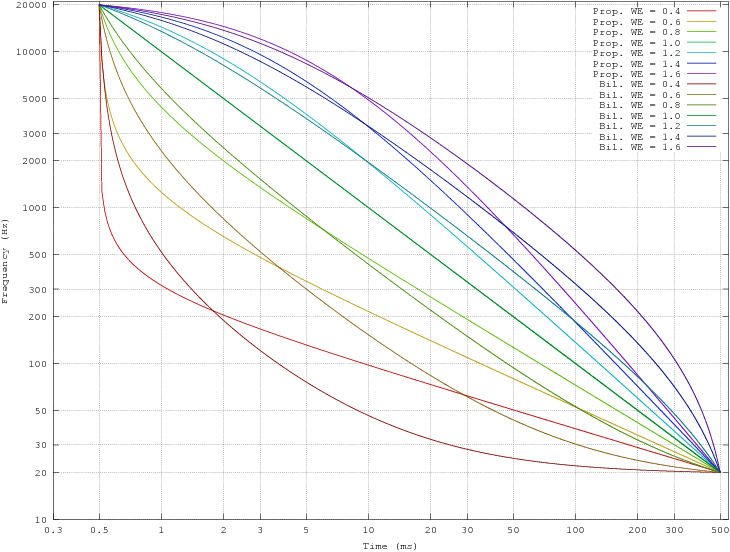 20000
10000
5000
3000
2000
1000
500
300
200
100
50
30
20
10
Frequency (Hz)
0.3 0.5 1 2 3 5 10 20 30 50 100 200 300 500
Time (ms)
Prop. WE = 0.4
Prop. WE = 0.6
Prop. WE = 0.8
Prop. WE = 1.0
Prop. WE = 1.2
Prop. WE = 1.4
Prop. WE = 1.6
Bil. WE = 0.4
Bil. WE = 0.6
Bil. WE = 0.8
Bil. WE = 1.0
Bil. WE = 1.2
Bil. WE = 1.4
Bil. WE = 1.6